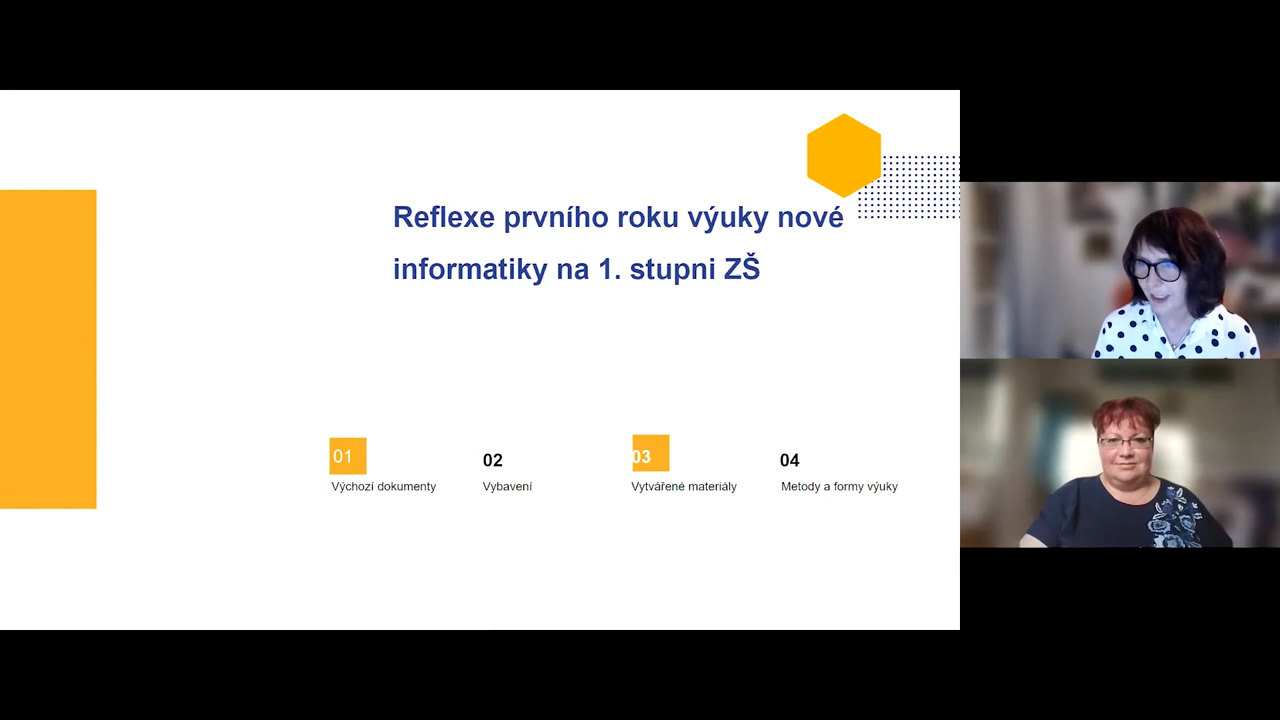 Reflexe prvního roku výuky nové
informatiky na 1. stupni ZŠ
01
Výchozí dokumenty
02
Vybavení
03
Vytvářené materiály
04
Metody a formy výuky